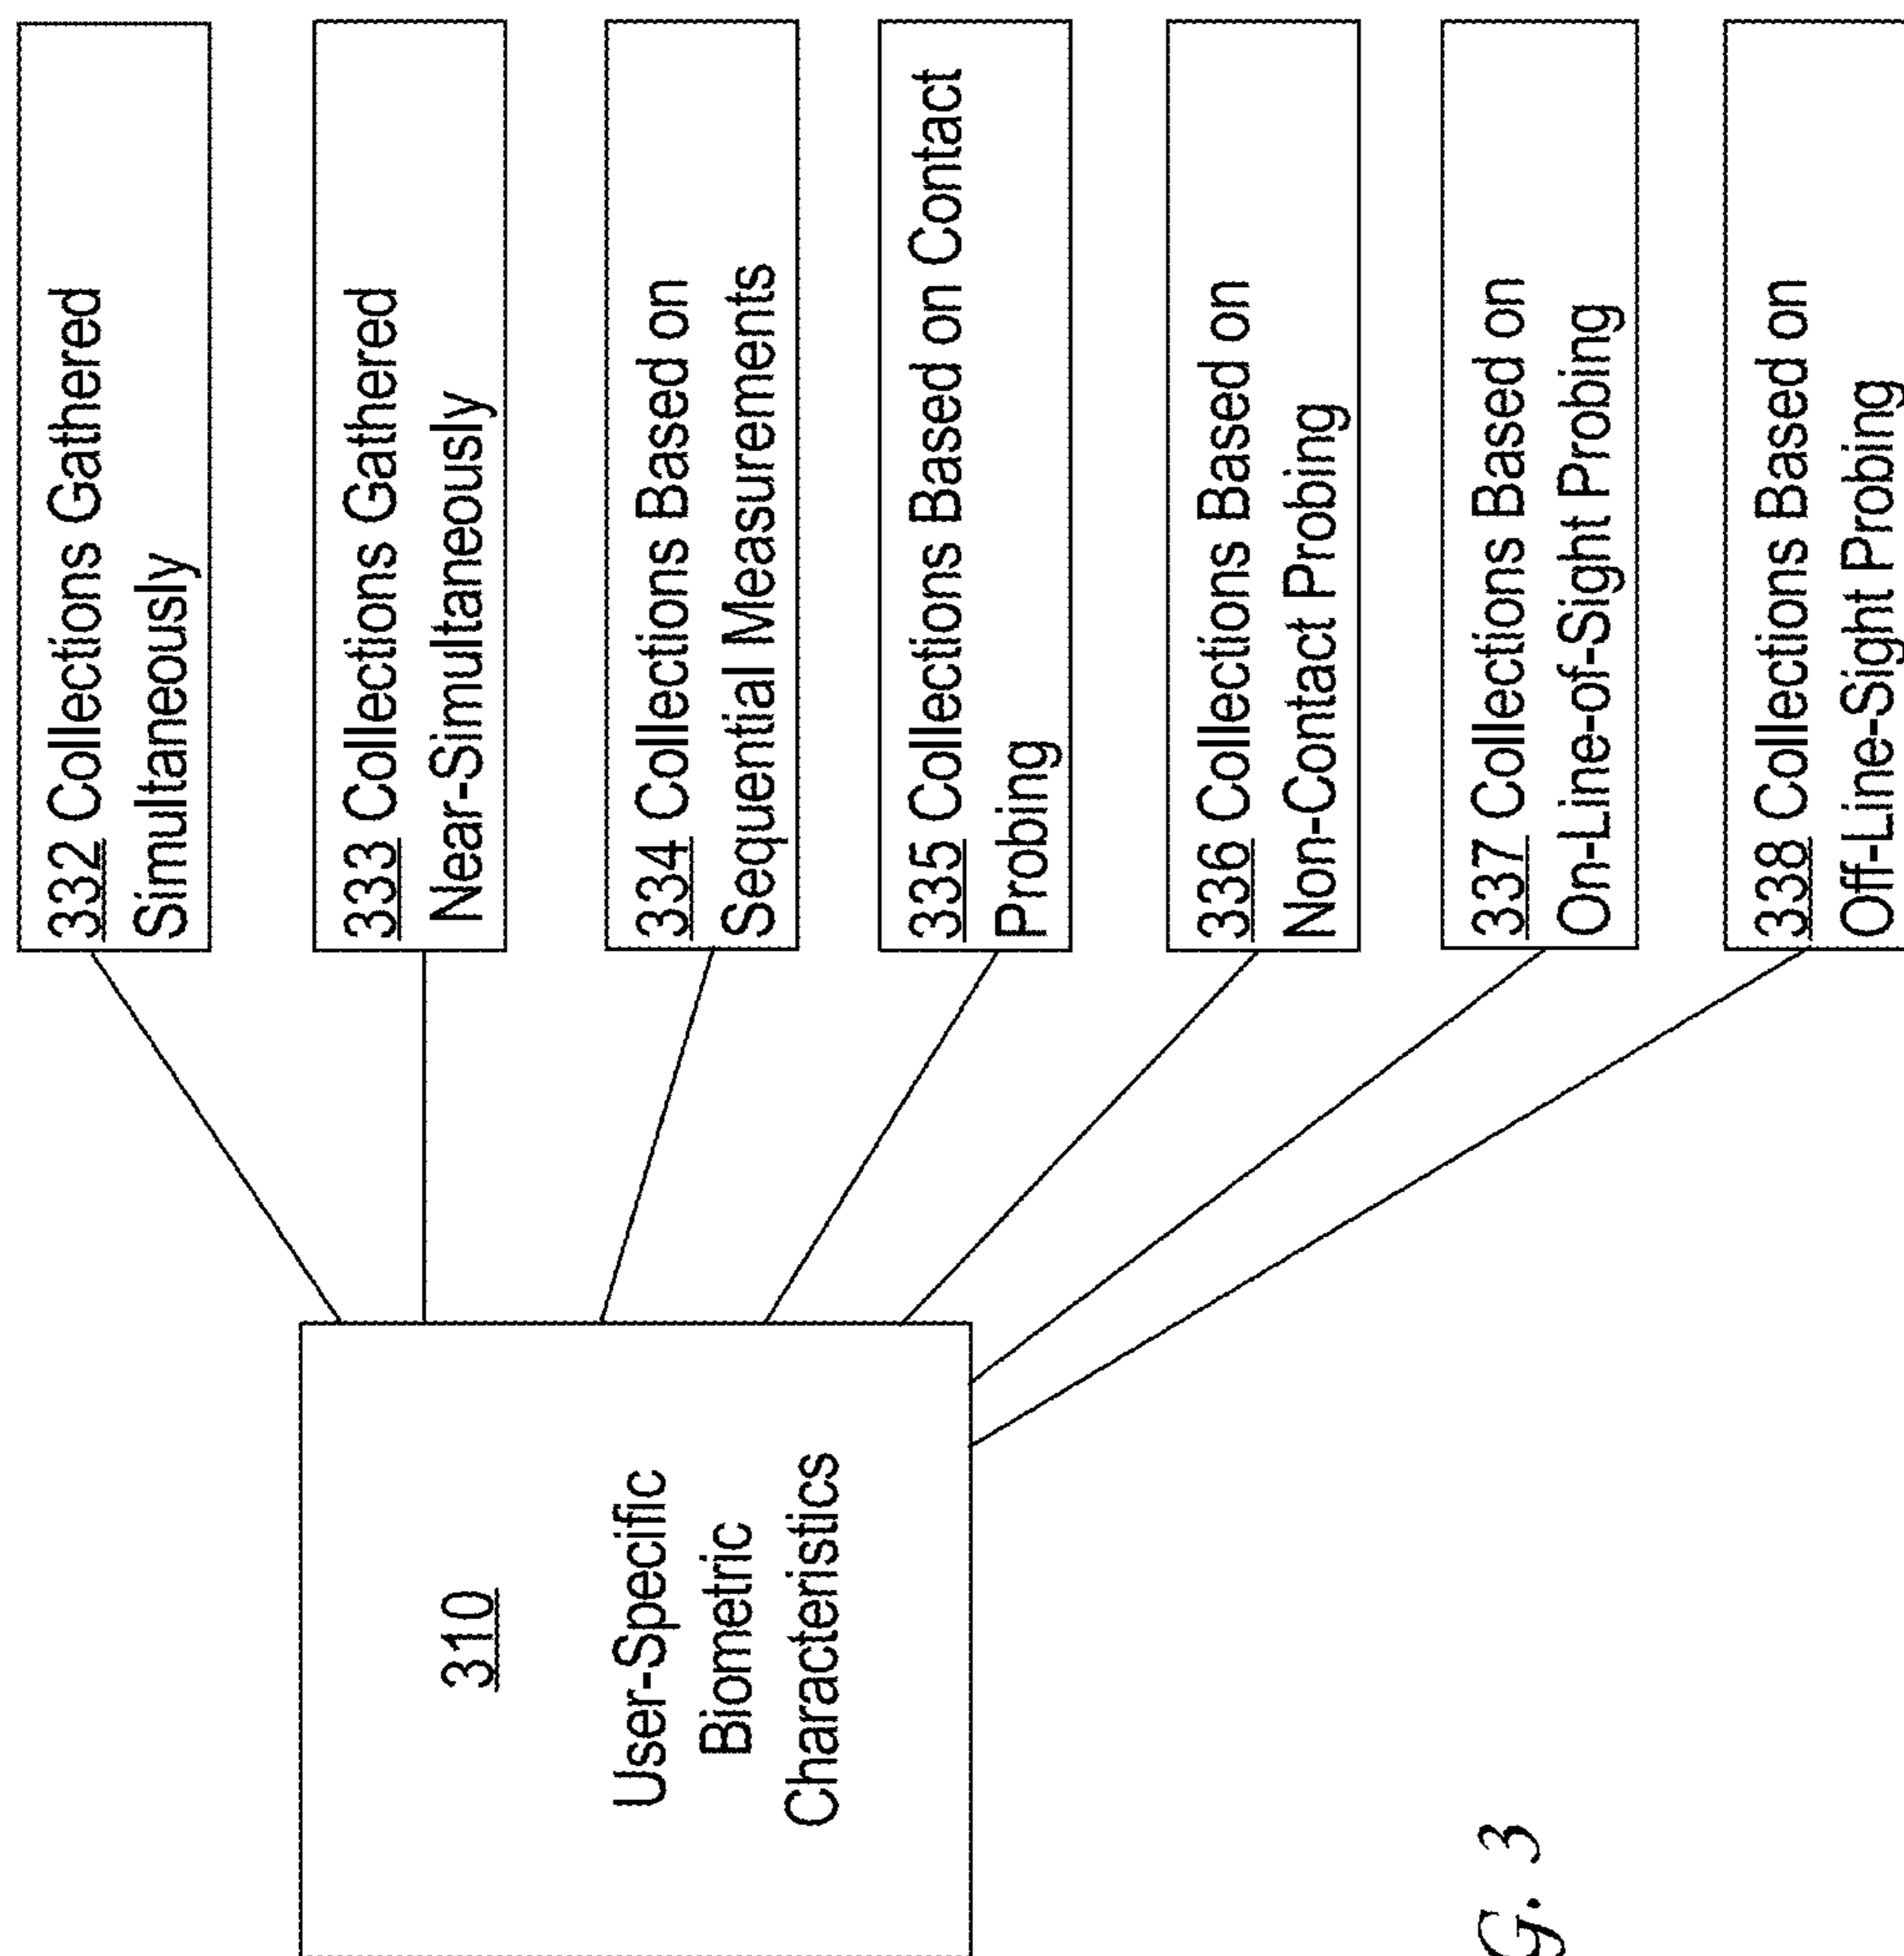 310
User-Specific
Biometric
Characteristics
332 Collections Gathered
Simultaneously
333 Collections Gathered
Near-Simultaneously
334 Collections Based on
Sequential Measurements
335 Collections Based on Contact
Probing
336 Collections Based on
Non-Contact Probing
337 Collections Based on
On-Line-of-Sight Probing
338 Collections Based on
Off-Line-Sight Probing
G. 3